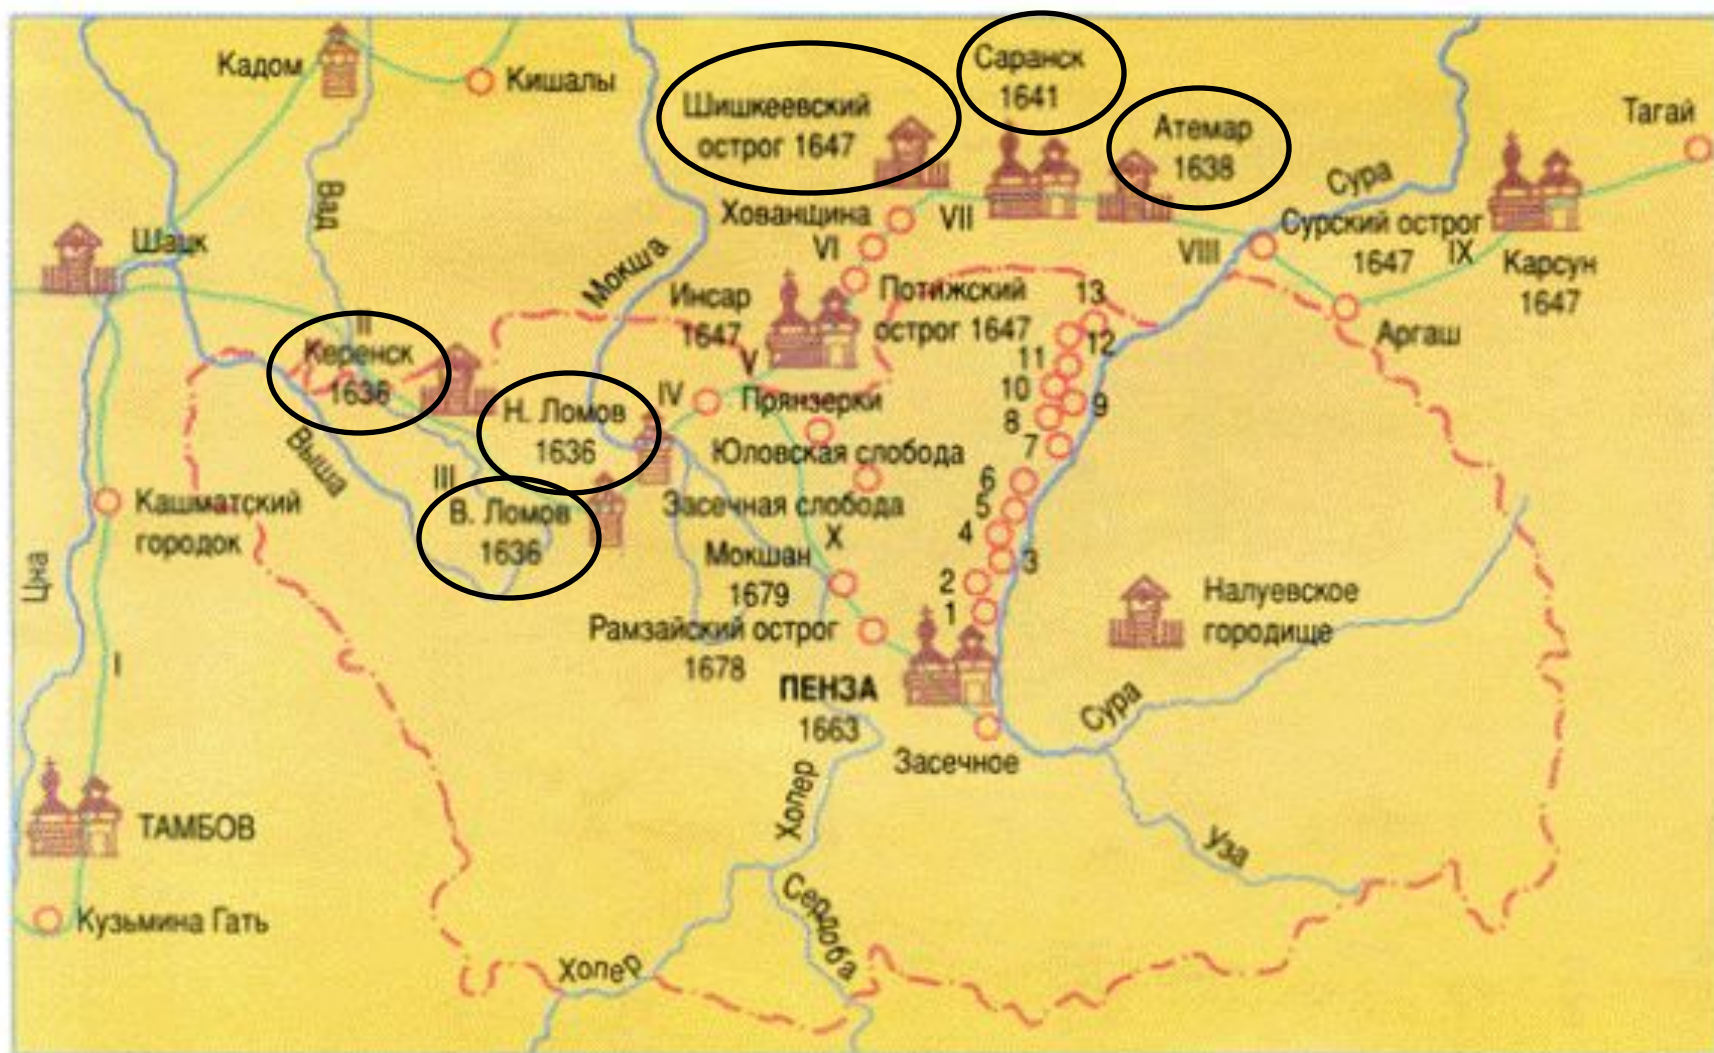 Кадом
Кишалы
Шишкеевский
острог 1647
Саранск
1641
Атемар
1638
Тагай
Вад
Сура
Шацк
Хованщина
VII
VI
Мокша
Сурский острог
1647
VIII
IX
Карсун
1647
Инсар
1647
Потижский
острог 1647
13
Аргаш
II
Керенск
1636
V
12
11
10
9
8
7
IV
Прянзерки
Н. Ломов
1636
Выша
III
Юловская слобода
6
5
4
3
2
1
Кашматский
городок
В. Ломов
1636
Засечная слобода
X
Мокшан
1679
Цна
Налуевское
городище
Рамзайский острог
1678
I
ПЕНЗА
1663
Сура
Засечное
Хопер
ТАМБОВ
Уза
Кузьмина Гать
Сердоба
Хопер